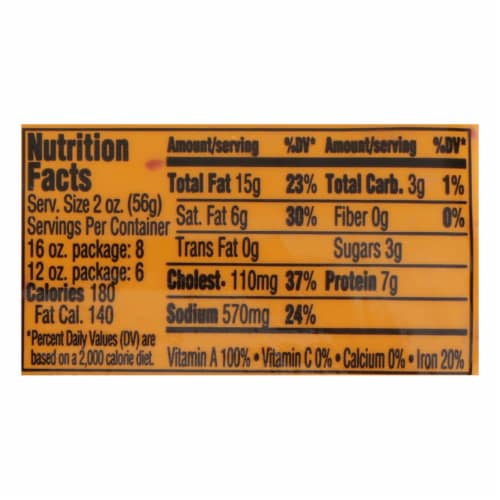 Nutrition
Facts
Serv. Size 2 oz. (56g)
Servings Per Container
16 oz. package: 8
12 oz. package: 6
Calories 180
Fat Cal. 140
*Percent Daily Values (DV) are
based on a 2,000 calorie diet.
Amount/serving %DV* Amount/serving %DV*
Total Fat 15g 23% Total Carb. 3g 1%
Sat. Fat 6g 30% Fiber 0g 0%
Trans Fat 0g Sugars 3g
Cholest. 110mg 37% Protein 7g
Sodium 570mg 24%
Vitamin A 100% • Vitamin C 0% • Calcium 0% • Iron 20%